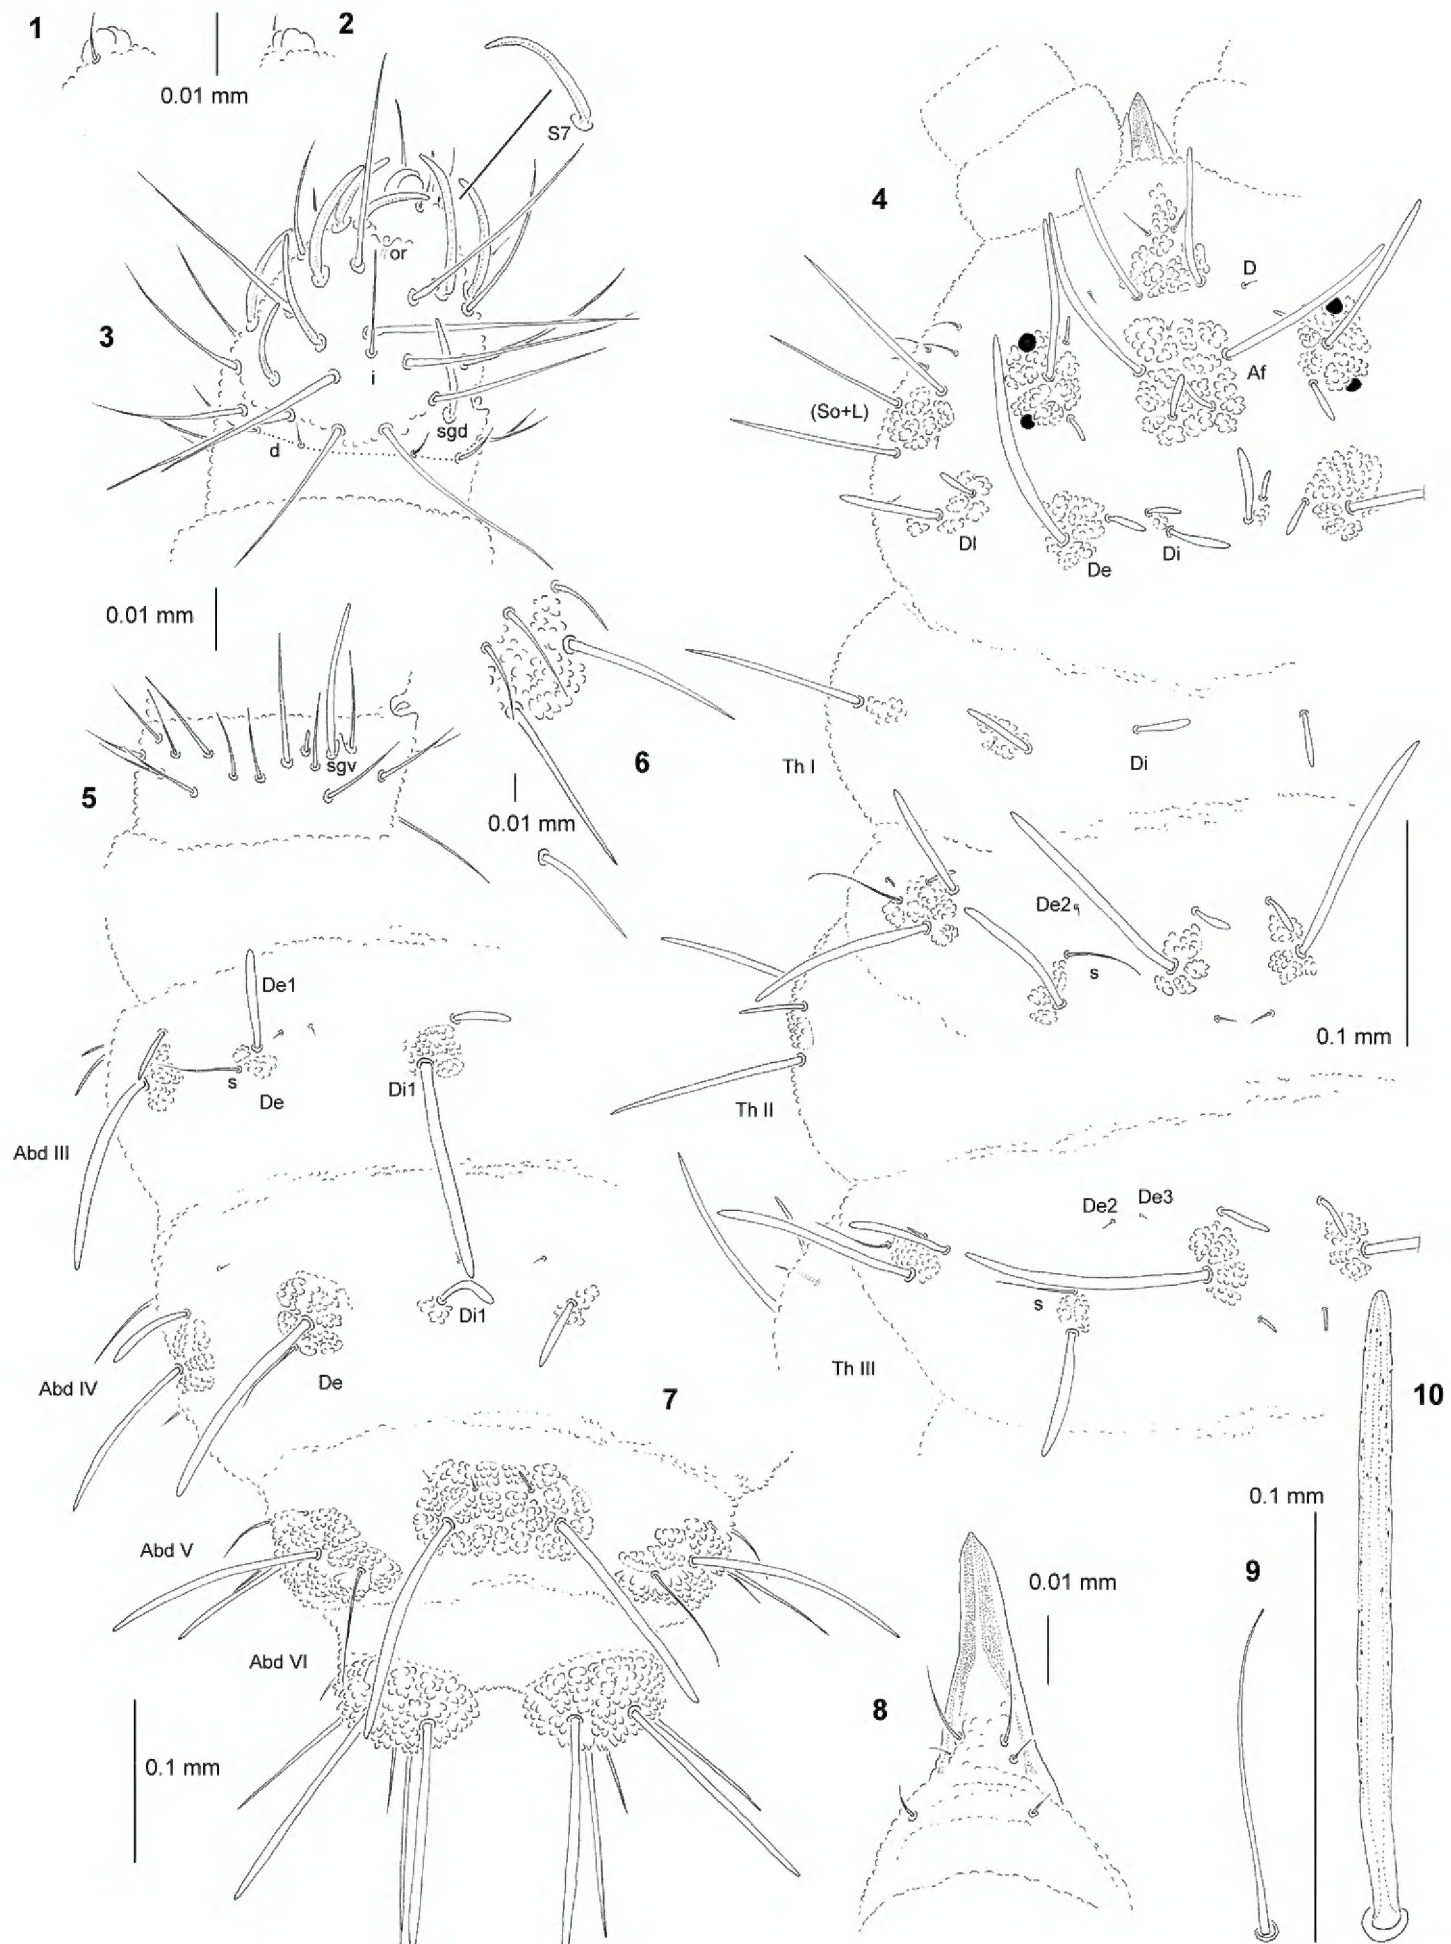 1
2
0.01 mm
S7
4
or
D
3
Af
i
(So+L)
sgd
d
Dl
Di
De
0.01 mm
sgv
6
Th I
Di
5
0.01 mm
De2
s
De1
0.1 mm
s
De
Di1
Th II
Abd III
De2
De3
s
Di1
Th III
Abd IV
De
7
10
0.1 mm
Abd V
9
0.01 mm
Abd VI
8
0.1 mm